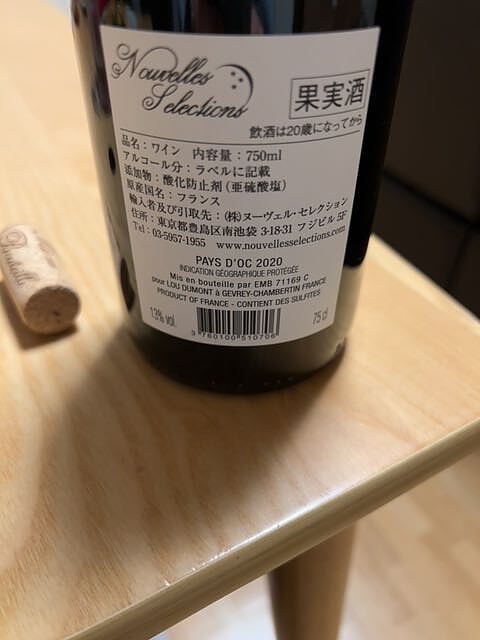 Nouvelles
Selections
果実酒
飲酒は20歳になってから
品名：ワイン 内容量：750ml
アルコール分：ラベルに記載
添加物：酸化防止剤（亜硫酸塩）
原産国名：フランス
輸入者及び引取先：(株)ヌーヴェル・セレクション
住所：東京都豊島区南池袋 3-18-31 フジビル 5F
Tel：03-5957-1955 www.nouvellesselections.com
PAYS D'OC 2020
INDICATION GÉOGRAPHIQUE PROTÉGÉE
Mis en bouteille par EMB 71169 C
pour LOU DUMONT à GEVREY-CHAMBERTIN FRANCE
PRODUCT OF FRANCE - CONTIENT DES SULFITES
13% vol. 75 cl
3 760100 510706